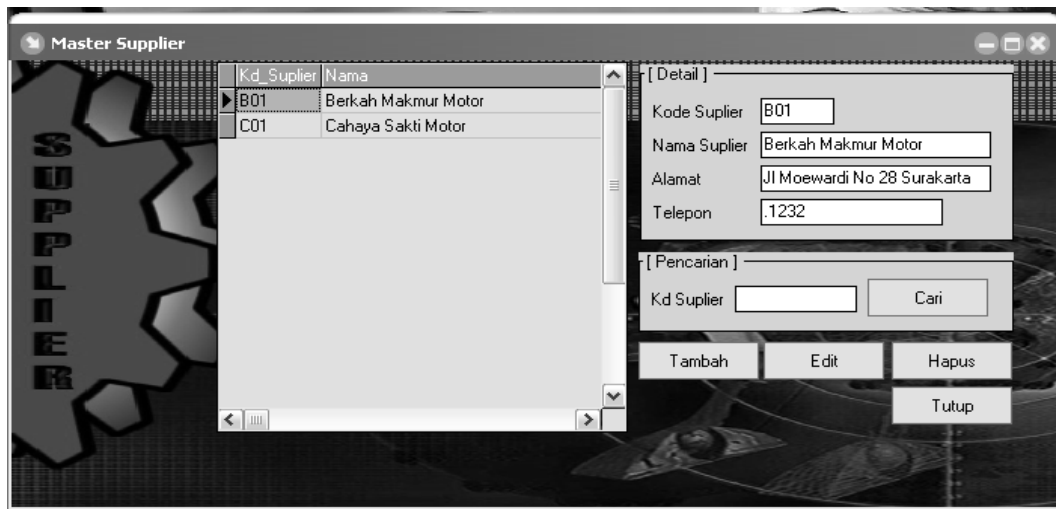 Master Supplier
SUPPLIER
Kd_Suplier Nama
B01 Berkah Makmur Motor
C01 Cahaya Sakti Motor
[ Detail ]
Kode Suplier B01
Nama Suplier Berkah Makmur Motor
Alamat Jl Moewardi No 28 Surakarta
Telepon .1232
[ Pencarian ]
Kd Suplier Cari
Tambah Edit Hapus
Tutup